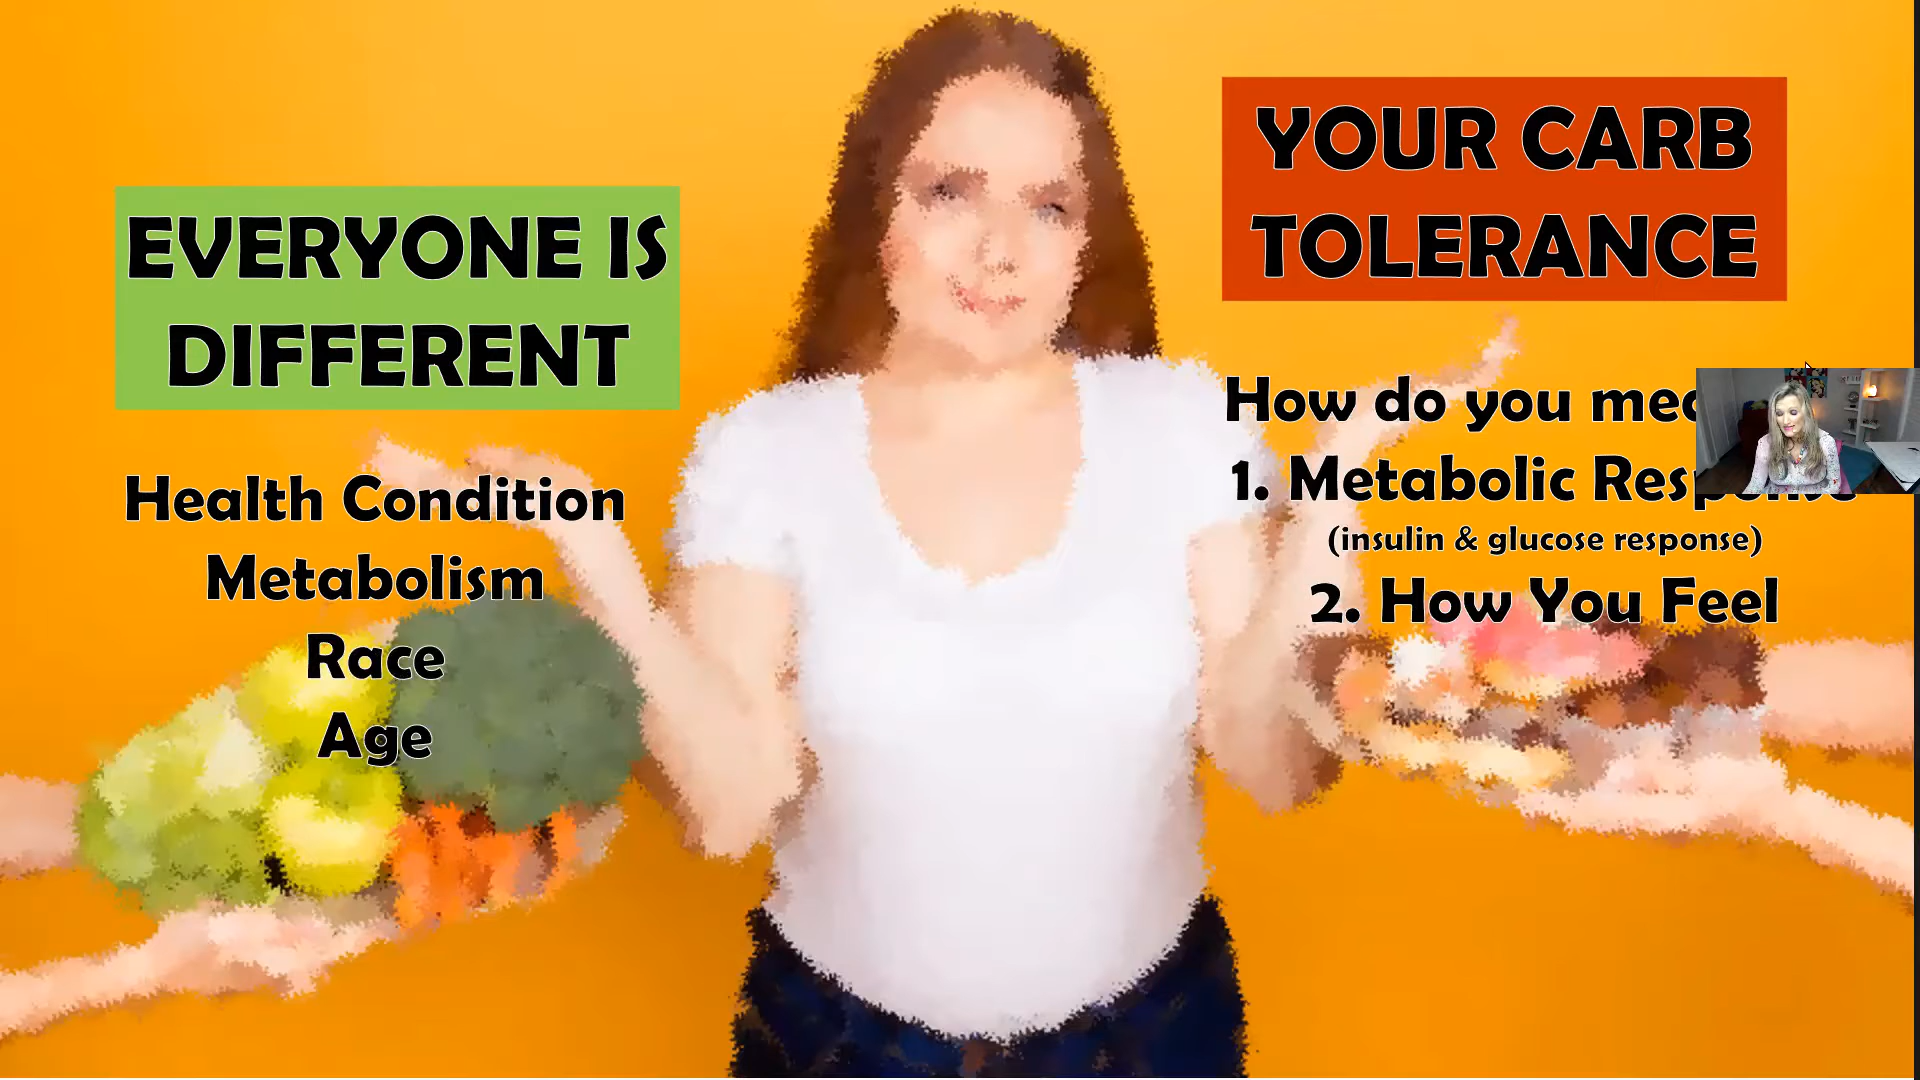 EVERYONE IS
DIFFERENT
Health Condition
Metabolism
Race
Age
YOUR CARB
TOLERANCE
How do you
1. Metabolic
(insulin & glucose response)
2. How You Feel